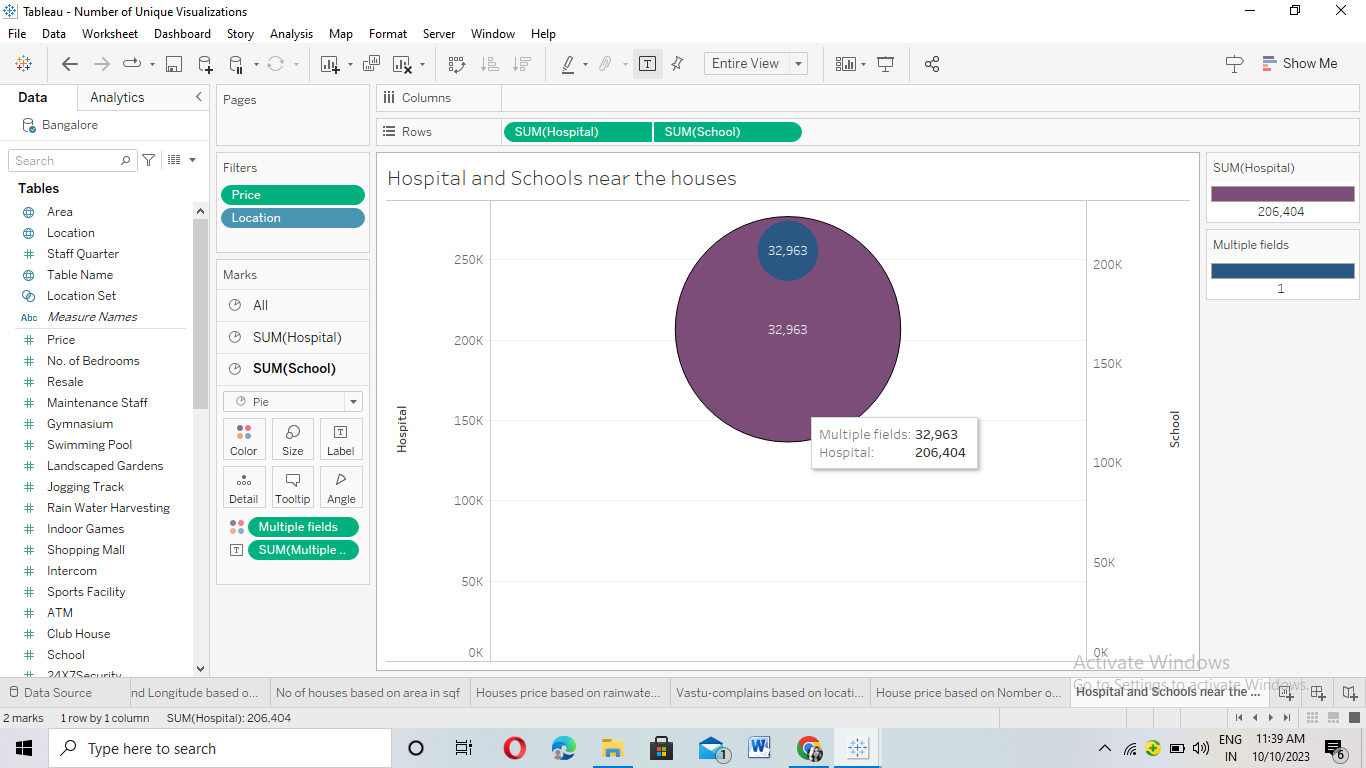 Tableau - Number of Unique Visualizations
File Data Worksheet Dashboard Story Analysis Map Format Server Window Help
Entire View
Show Me
Data Analytics
Bangalore
Search
Tables
Area
Location
Staff Quarter
Table Name
Location Set
Abc Measure Names
Price
No. of Bedrooms
Resale
Maintenance Staff
Gymnasium
Swimming Pool
Landscaped Gardens
Jogging Track
Rain Water Harvesting
Indoor Games
Shopping Mall
Intercom
Sports Facility
ATM
Club House
School
24X7Security
Pages
Filters
Price
Location
Marks
All
SUM(Hospital)
SUM(School)
Pie
Color Size Label
Detail Tooltip Angle
Multiple fields
SUM(Multiple ..
Columns
Rows SUM(Hospital) SUM(School)
Hospital and Schools near the houses
250K
200K
150K
100K
50K
0K
Hospital
32,963
32,963
Multiple fields: 32,963
Hospital: 206,404
200K
150K
100K
50K
0K
School
SUM(Hospital)
206,404
Multiple fields
1
Activate Windows
Go to Settings to activate Windows.
Data Source nd Longitude based o... No of houses based on area in sqf Houses price based on rainwate... Vastu-complains based on locati... House price based on Nomber o... Hospital and Schools near the ...
2 marks 1 row by 1 column SUM(Hospital): 206,404
Type here to search
1
W
ENG
IN
11:39 AM
10/10/2023
6